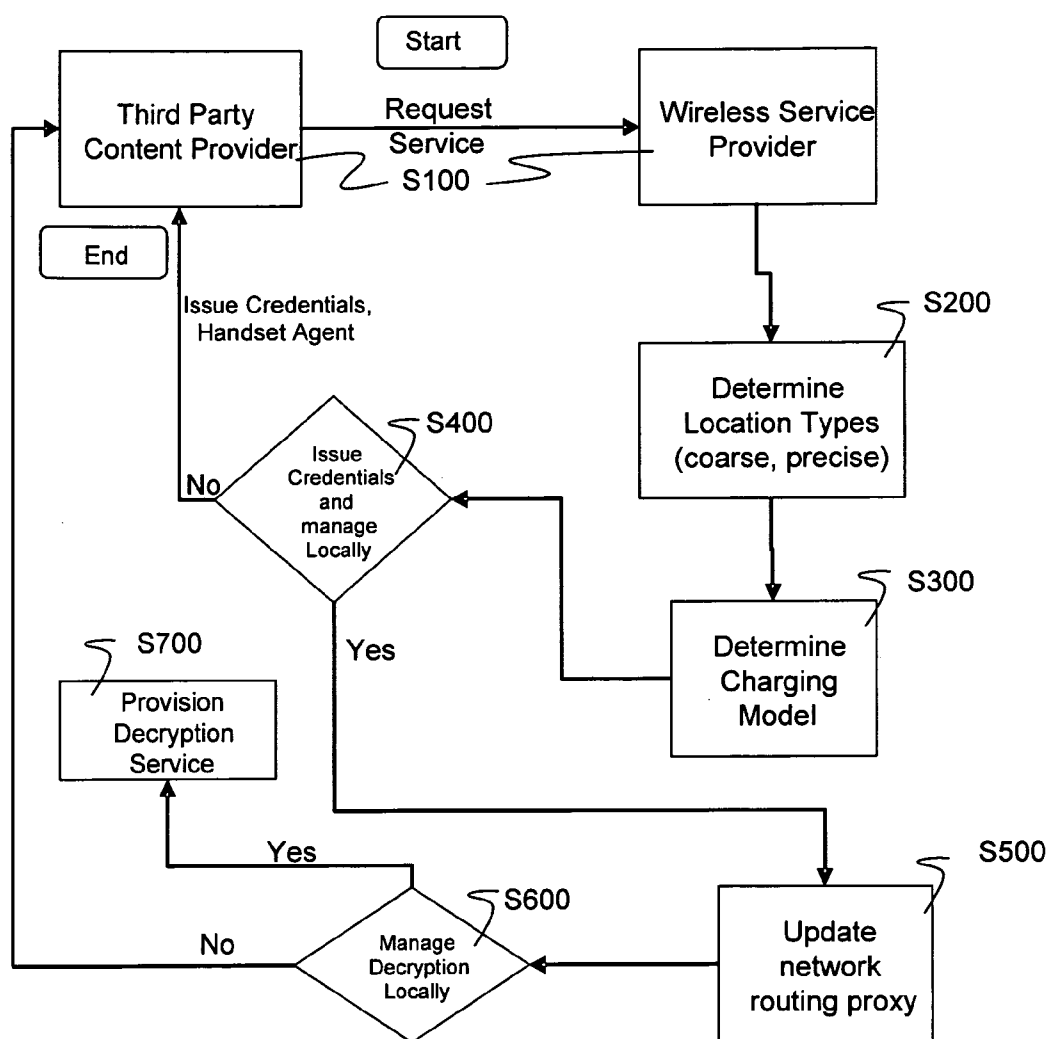 Start
Third Party
Content Provider
Request
Service
S100
Wireless Service
Provider
End
Issue Credentials,
Handset Agent
S200
Determine
Location Types
(coarse, precise)
S400
Issue
Credentials
and
manage
Locally
No
Yes
S300
Determine
Charging
Model
S700
Provision
Decryption
Service
Yes
S600
Manage
Decryption
Locally
No
S500
Update
network
routing proxy